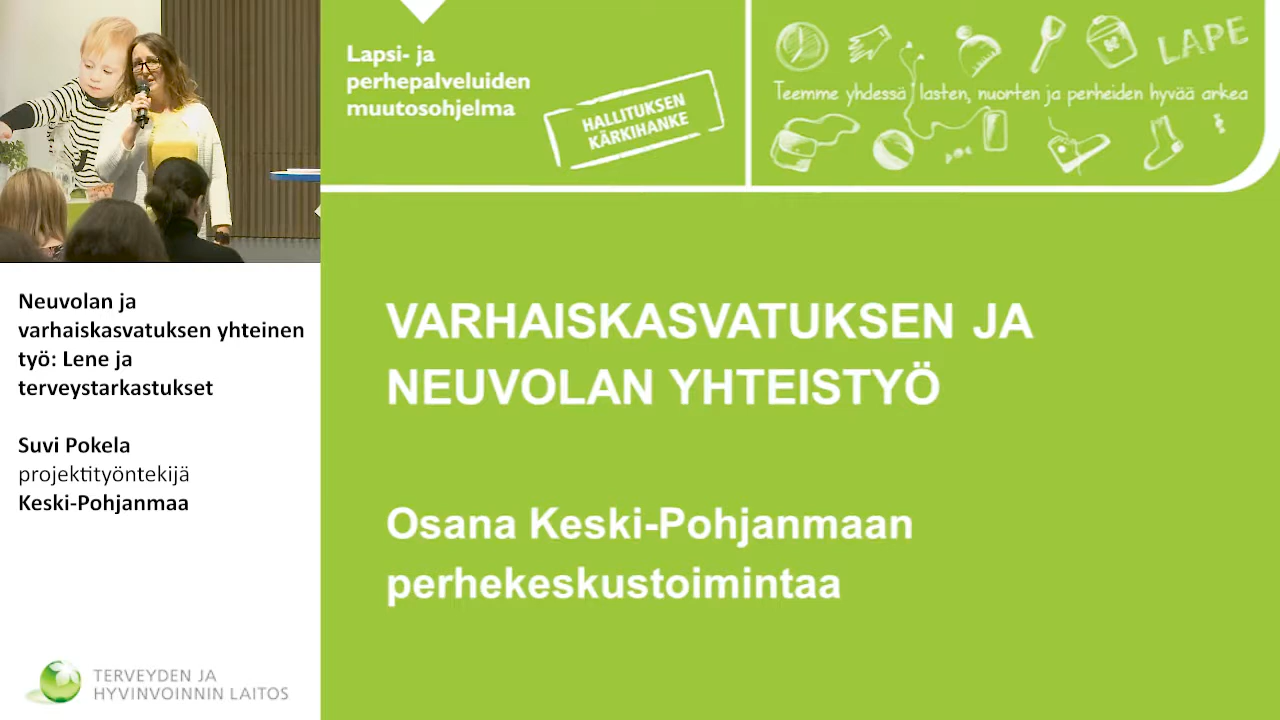 Lapsi- ja
perhepalveluiden
muutosohjelma
HALLITUKSEN
KÄRKIHANKE
LAPE
Teemme yhdessä lasten, nuorten ja perheiden hyvää arkea
Neuvolan ja
varhaiskasvatuksen yhteinen
työ: Lene ja
terveystarkastukset
Suvi Pokela
projektityöntekijä
Keski-Pohjanmaa
VARHAISKASVATUKSEN JA
NEUVOLAN YHTEISTYÖ
Osana Keski-Pohjanmaan
perhekeskustoimintaa
TERVEYDEN JA
HYVINVOINNIN LAITOS